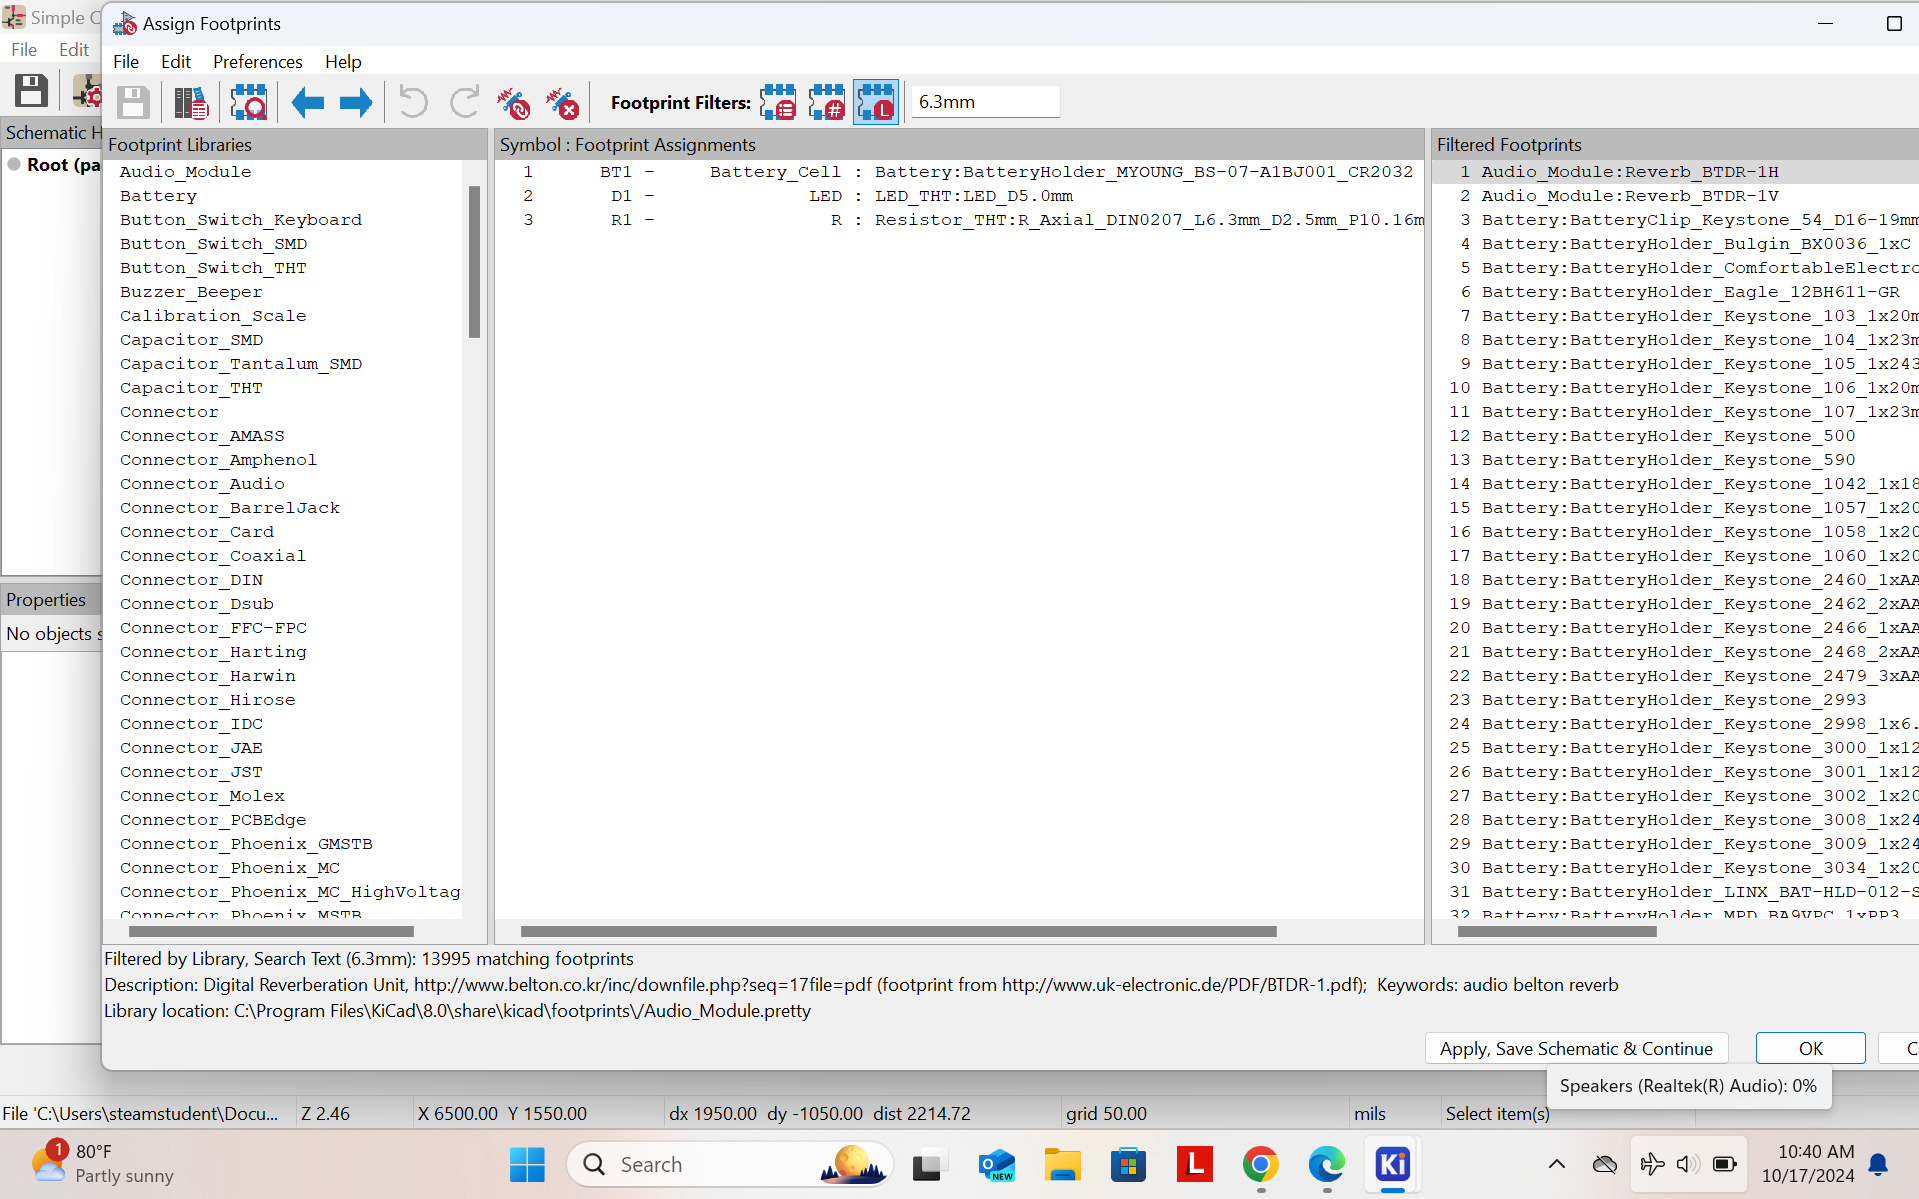 Simple C
File Edit
Schematic H
Root (pa
Properties
No objects s
Assign Footprints
File Edit Preferences Help
Footprint Filters: 6.3mm
Footprint Libraries
Audio_Module
Battery
Button_Switch_Keyboard
Button_Switch_SMD
Button_Switch_THT
Buzzer_Beeper
Calibration_Scale
Capacitor_SMD
Capacitor_Tantalum_SMD
Capacitor_THT
Connector
Connector_AMASS
Connector_Amphenol
Connector_Audio
Connector_BarrelJack
Connector_Card
Connector_Coaxial
Connector_DIN
Connector_Dsub
Connector_FFC-FPC
Connector_Harting
Connector_Harwin
Connector_Hirose
Connector_IDC
Connector_JAE
Connector_JST
Connector_Molex
Connector_PCBEdge
Connector_Phoenix_GMSTB
Connector_Phoenix_MC
Connector_Phoenix_MC_HighVoltag
Connector_Phoenix_MSTB
Symbol : Footprint Assignments
1 BT1 - Battery_Cell : Battery:BatteryHolder_MYOUNG_BS-07-A1BJ001_CR2032
2 D1 - LED : LED_THT:LED_D5.0mm
3 R1 - R : Resistor_THT:R_Axial_DIN0207_L6.3mm_D2.5mm_P10.16m
Filtered Footprints
1 Audio_Module:Reverb_BTDR-1H
2 Audio_Module:Reverb_BTDR-1V
3 Battery:BatteryClip_Keystone_54_D16-19mm
4 Battery:BatteryHolder_Bulgin_BX0036_1xC
5 Battery:BatteryHolder_ComfortableElectro
6 Battery:BatteryHolder_Eagle_12BH611-GR
7 Battery:BatteryHolder_Keystone_103_1x20m
8 Battery:BatteryHolder_Keystone_104_1x23m
9 Battery:BatteryHolder_Keystone_105_1x243
10 Battery:BatteryHolder_Keystone_106_1x20m
11 Battery:BatteryHolder_Keystone_107_1x23m
12 Battery:BatteryHolder_Keystone_500
13 Battery:BatteryHolder_Keystone_590
14 Battery:BatteryHolder_Keystone_1042_1x18
15 Battery:BatteryHolder_Keystone_1057_1x20
16 Battery:BatteryHolder_Keystone_1058_1x20
17 Battery:BatteryHolder_Keystone_1060_1x20
18 Battery:BatteryHolder_Keystone_2460_1xAA
19 Battery:BatteryHolder_Keystone_2462_2xAA
20 Battery:BatteryHolder_Keystone_2466_1xAA
21 Battery:BatteryHolder_Keystone_2468_2xAA
22 Battery:BatteryHolder_Keystone_2479_3xAA
23 Battery:BatteryHolder_Keystone_2993
24 Battery:BatteryHolder_Keystone_2998_1x6.
25 Battery:BatteryHolder_Keystone_3000_1x12
26 Battery:BatteryHolder_Keystone_3001_1x12
27 Battery:BatteryHolder_Keystone_3002_1x20
28 Battery:BatteryHolder_Keystone_3008_1x24
29 Battery:BatteryHolder_Keystone_3009_1x24
30 Battery:BatteryHolder_Keystone_3034_1x20
31 Battery:BatteryHolder_LINX_BAT-HLD-012-S
32 Battery:BatteryHolder_MPD_BA9VPC_1xPP3
Filtered by Library, Search Text (6.3mm): 13995 matching footprints
Description: Digital Reverberation Unit, http://www.belton.co.kr/inc/downfile.php?seq=17file=pdf (footprint from http://www.uk-electronic.de/PDF/BTDR-1.pdf); Keywords: audio belton reverb
Library location: C:\Program Files\KiCad\8.0\share\kicad\footprints\/Audio_Module.pretty
Apply, Save Schematic & Continue OK C
Speakers (Realtek(R) Audio): 0%
File 'C:\Users\steamstudent\Docu... Z 2.46 X 6500.00 Y 1550.00 dx 1950.00 dy -1050.00 dist 2214.72 grid 50.00 mils Select item(s)
1 80°F
Partly sunny
Search
NEW
L
Ki
10:40 AM
10/17/2024